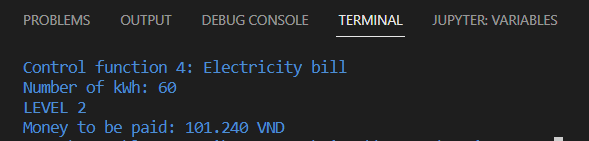 PROBLEMS OUTPUT DEBUG CONSOLE TERMINAL JUPYTER: VARIABLES
Control function 4: Electricity bill
Number of kWh: 60
LEVEL 2
Money to be paid: 101.240 VND